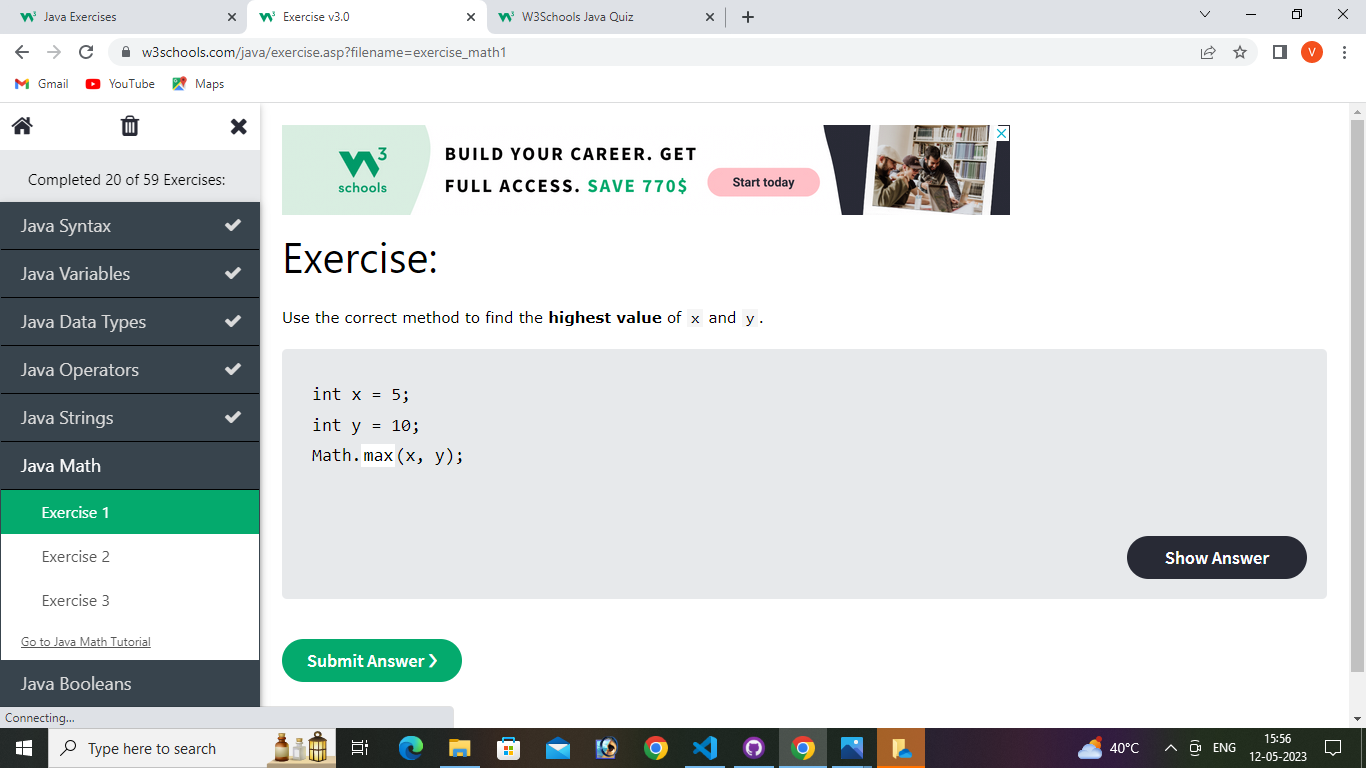 Java Exercises
Exercise v3.0
W3Schools Java Quiz
w3schools.com/java/exercise.asp?filename=exercise_math1
V
Gmail
YouTube
Maps
Completed 20 of 59 Exercises:
Java Syntax
Java Variables
Java Data Types
Java Operators
Java Strings
Java Math
Exercise 1
Exercise 2
Exercise 3
Go to Java Math Tutorial
Java Booleans
Connecting...
W3
schools
BUILD YOUR CAREER. GET
FULL ACCESS. SAVE 770$
Start today
Exercise:
Use the correct method to find the highest value of x and y.
int x = 5;
int y = 10;
Math.max(x, y);
Show Answer
Submit Answer ❯
Type here to search
40°C
ENG
15:56
12-05-2023